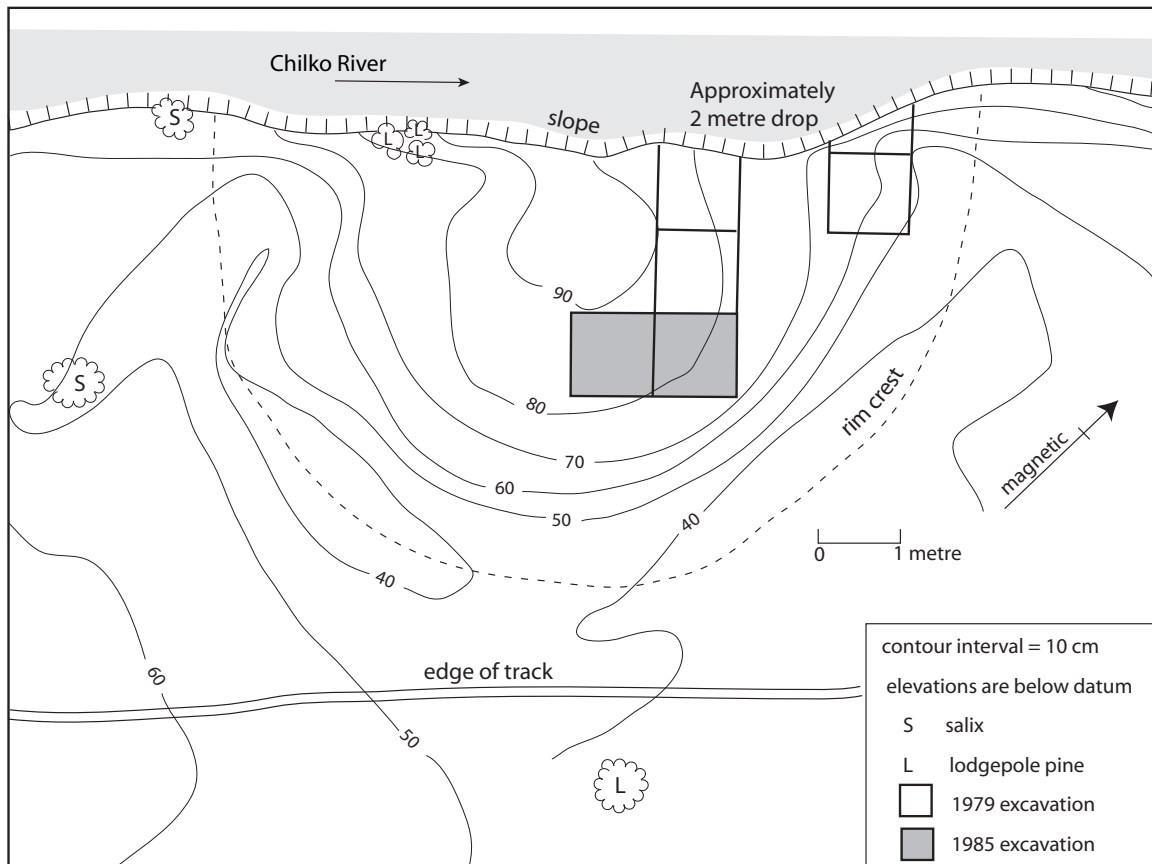 Chilko River
Approximately
2 metre drop
slope
S
L
L
L
90
S
80
rim crest
magnetic
70
60
50
40
0 1 metre
40
60
edge of track
50
L
contour interval = 10 cm
elevations are below datum
S salix
L lodgepole pine
1979 excavation
1985 excavation